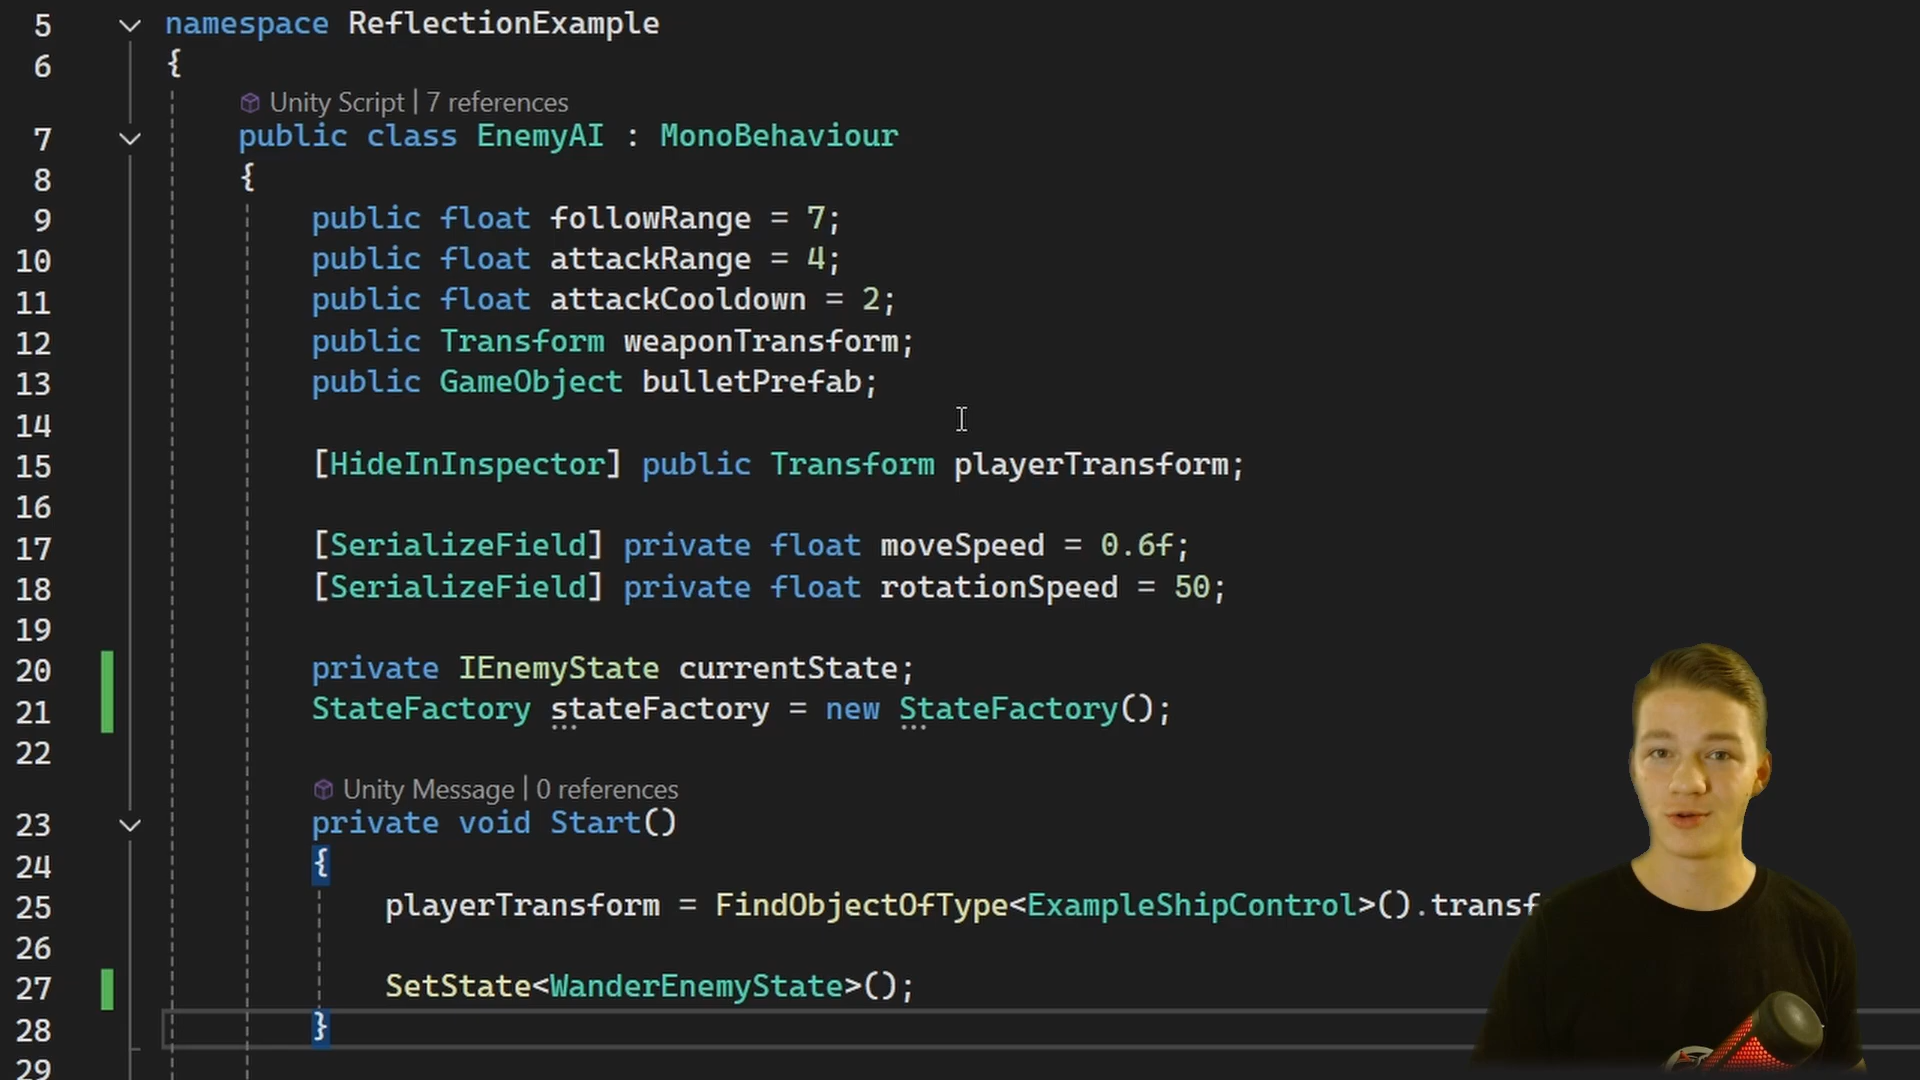 5 namespace ReflectionExample
6 {
Unity Script | 7 references
7 public class EnemyAI : MonoBehaviour
8 {
9 public float followRange = 7;
10 public float attackRange = 4;
11 public float attackCooldown = 2;
12 public Transform weaponTransform;
13 public GameObject bulletPrefab;
14
15 [HideInInspector] public Transform playerTransform;
16
17 [SerializeField] private float moveSpeed = 0.6f;
18 [SerializeField] private float rotationSpeed = 50;
19
20 private IEnemyState currentState;
21 StateFactory stateFactory = new StateFactory();
22
Unity Message | 0 references
23 private void Start()
24 {
25 playerTransform = FindObjectOfType<ExampleShipControl>().transf
26
27 SetState<WanderEnemyState>();
28 }
29